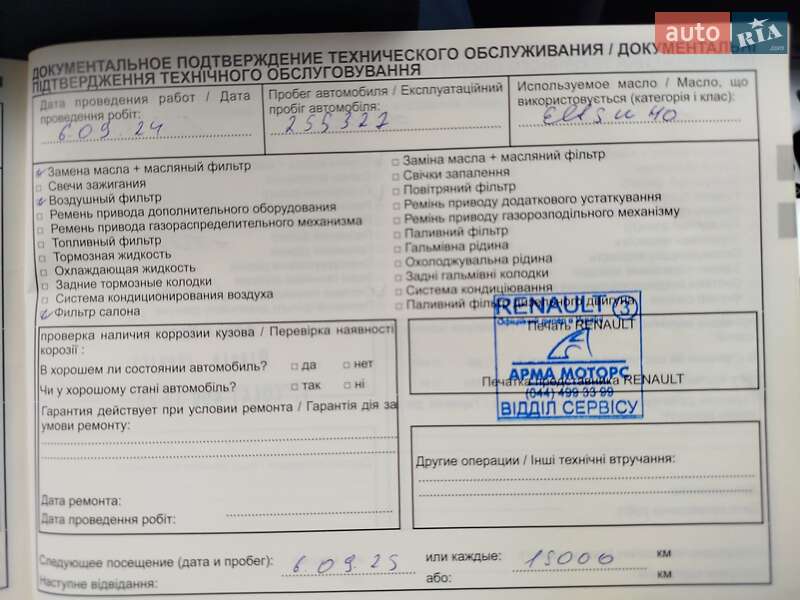 auto RIA .com
ДОКУМЕНТАЛЬНОЕ ПОДТВЕРЖДЕНИЕ ТЕХНИЧЕСКОГО ОБСЛУЖИВАНИЯ / ДОКУМЕНТАЛЬНІ
ПІДТВЕРДЖЕННЯ ТЕХНІЧНОГО ОБСЛУГОВУВАННЯ
Дата проведения работ / Дата
проведення робіт:
6.09.24
Пробег автомобиля / Експлуатаційний
пробіг автомобіля:
255327
Используемое масло / Масло, що
використовується (категорія і клас):
5w40
Замена масла + масляный фильтр
Свечи зажигания
Воздушный фильтр
Ремень привода дополнительного оборудования
Ремень привода газораспределительного механизма
Топливный фильтр
Тормозная жидкость
Охлаждающая жидкость
Задние тормозные колодки
Система кондиционирования воздуха
Фильтр салона
Заміна масла + масляний фільтр
Свічки запалення
Повітряний фільтр
Ремінь приводу додаткового устаткування
Ремінь приводу газорозподільного механізму
Паливний фільтр
Гальмівна рідина
Охолоджувальна рідина
Задні гальмівні колодки
Система кондиціювання
Паливний фільтр дизельного двигуна
проверка наличия коррозии кузова / Перевірка наявності
корозії :
В хорошем ли состоянии автомобиль? да нет
Чи у хорошому стані автомобіль? так ні
Гарантия действует при условии ремонта / Гарантія діє за
умови ремонту:
Дата ремонта:
Дата проведення робіт:
RENAULT 3
Печать RENAULT
АРМА МОТОРС
Печатка представника RENAULT
(044) 499 33 99
ВІДДІЛ СЕРВІСУ
Другие операции / Інші технічні втручання:
Следующее посещение (дата и пробег): 6.09.25 или каждые: 15000 км
Наступне відвідання: або: км